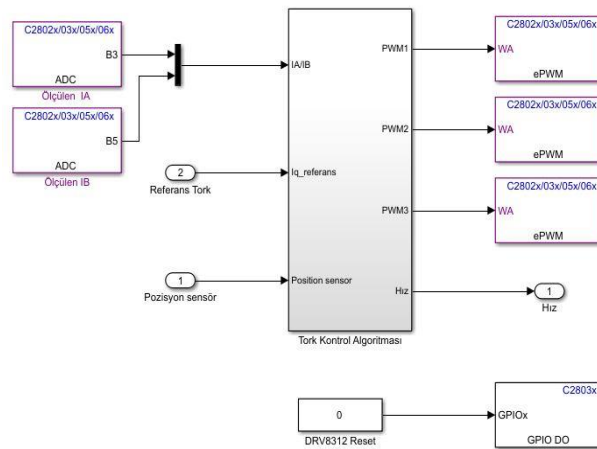 C2802x/03x/05x/06x
B3
ADC
Ölçülen IA
C2802x/03x/05x/06x
B5
ADC
Ölçülen IB
2
Referans Tork
1
Pozisyon sensör
IA/IB
Iq_referans
Position sensor
PWM1
PWM2
PWM3
Hız
Tork Kontrol Algoritması
C2802x/03x/05x/06x
WA
ePWM
C2802x/03x/05x/06x
WA
ePWM
C2802x/03x/05x/06x
WA
ePWM
1
Hız
0
DRV8312 Reset
C2803x
GPIOx
GPIO DO